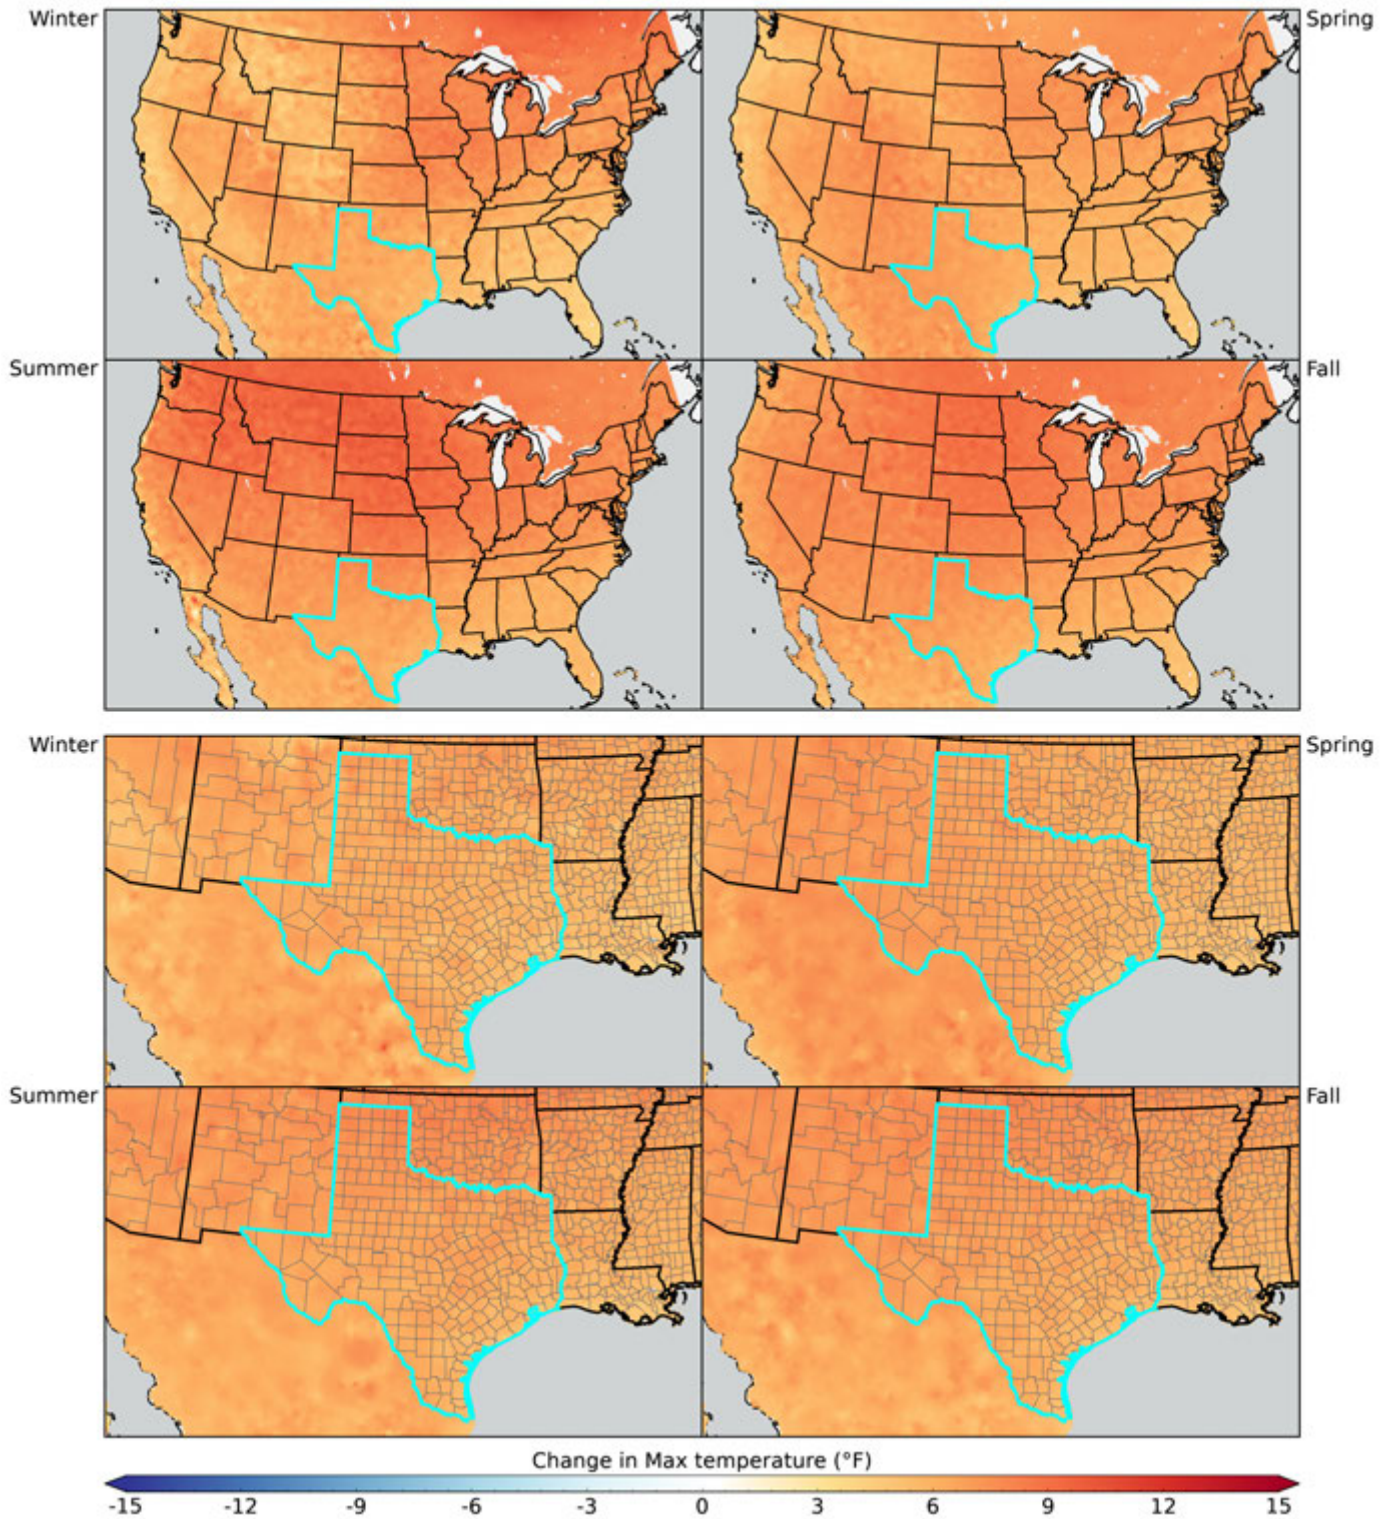 Winter Spring
Summer Fall
Winter Spring
Summer Fall
Change in Max temperature (°F)
-15 -12 -9 -6 -3 0 3 6 9 12 15